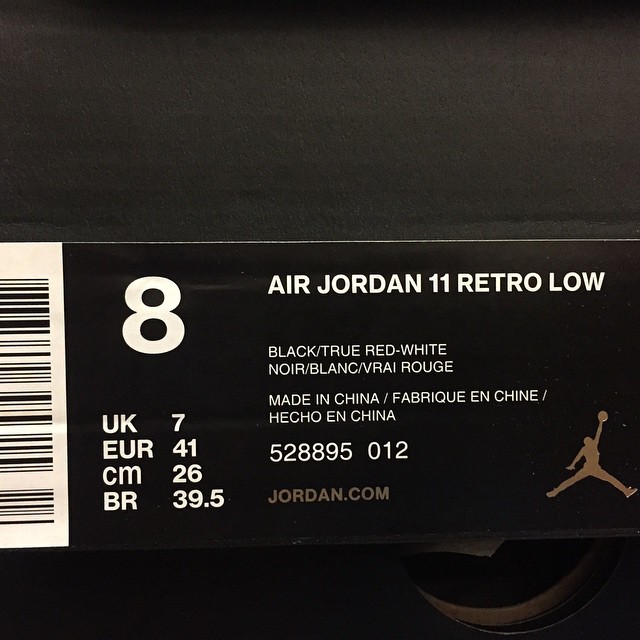 8
UK 7
EUR 41
cm 26
BR 39.5
AIR JORDAN 11 RETRO LOW
BLACK/TRUE RED-WHITE
NOIR/BLANC/VRAI ROUGE
MADE IN CHINA / FABRIQUE EN CHINE /
HECHO EN CHINA
528895 012
JORDAN.COM